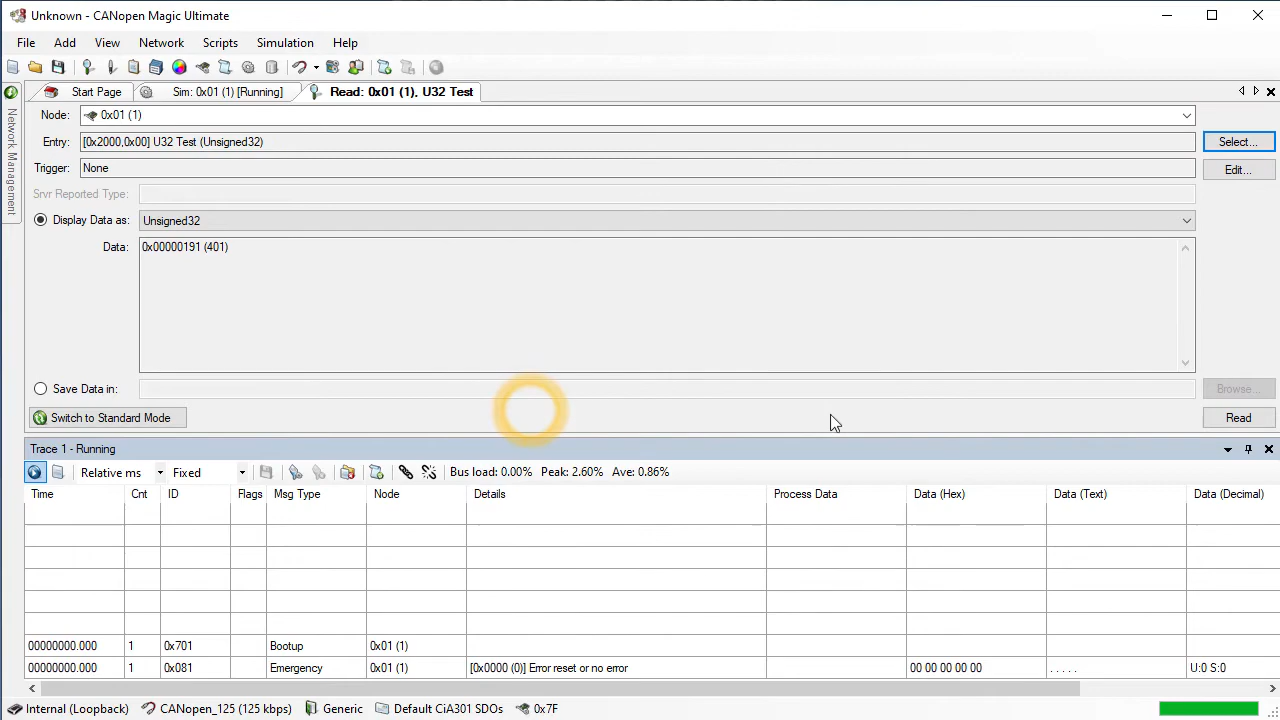 Unknown - CANopen Magic Ultimate
File Add View Network Scripts Simulation Help
Start Page Sim: 0x01 (1) [Running] Read: 0x01 (1), U32 Test
Network Management
Node: 0x01 (1)
Entry: [0x2000,0x00] U32 Test (Unsigned32) Select...
Trigger: None Edit...
Srvr Reported Type:
Display Data as: Unsigned32
Data: 0x00000191 (401)
Save Data in: Browse...
Switch to Standard Mode Read
Trace 1 - Running
Relative ms Fixed Bus load: 0.00% Peak: 2.60% Ave: 0.86%
Time Cnt ID Flags Msg Type Node Details Process Data Data (Hex) Data (Text) Data (Decimal)
00000000.000 1 0x701 Bootup 0x01 (1)
00000000.000 1 0x081 Emergency 0x01 (1) [0x0000 (0)] Error reset or no error 00 00 00 00 00 . . . . . U:0 S:0
Internal (Loopback) CANopen_125 (125 kbps) Generic Default CiA301 SDOs 0x7F